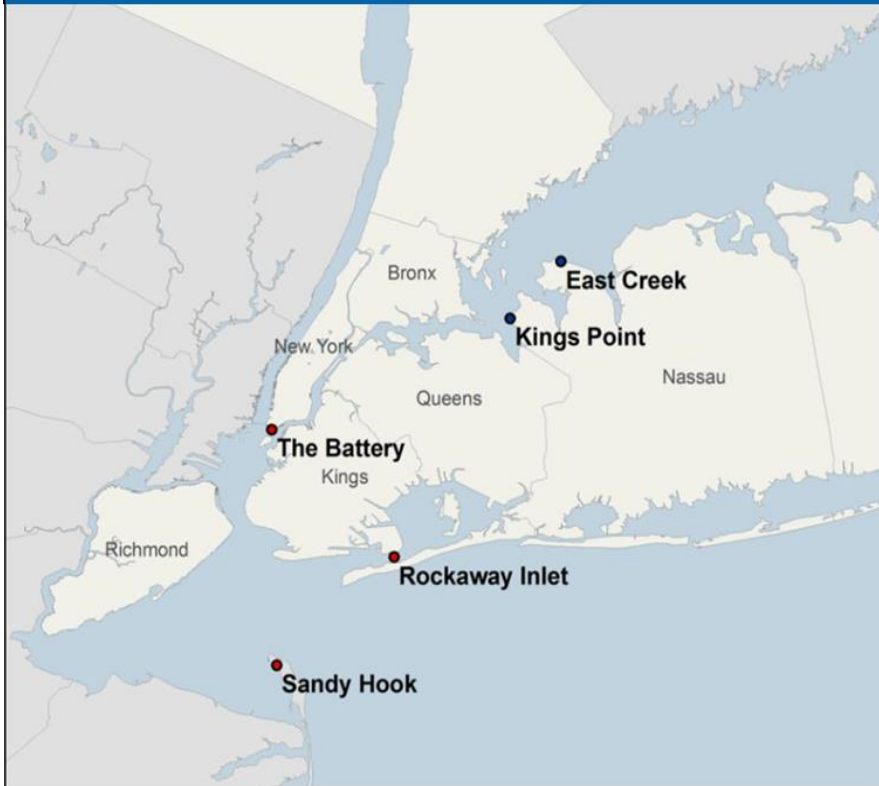 Bronx
East Creek
Kings Point
New York
Nassau
Queens
The Battery
Kings
Richmond
Rockaway Inlet
Sandy Hook